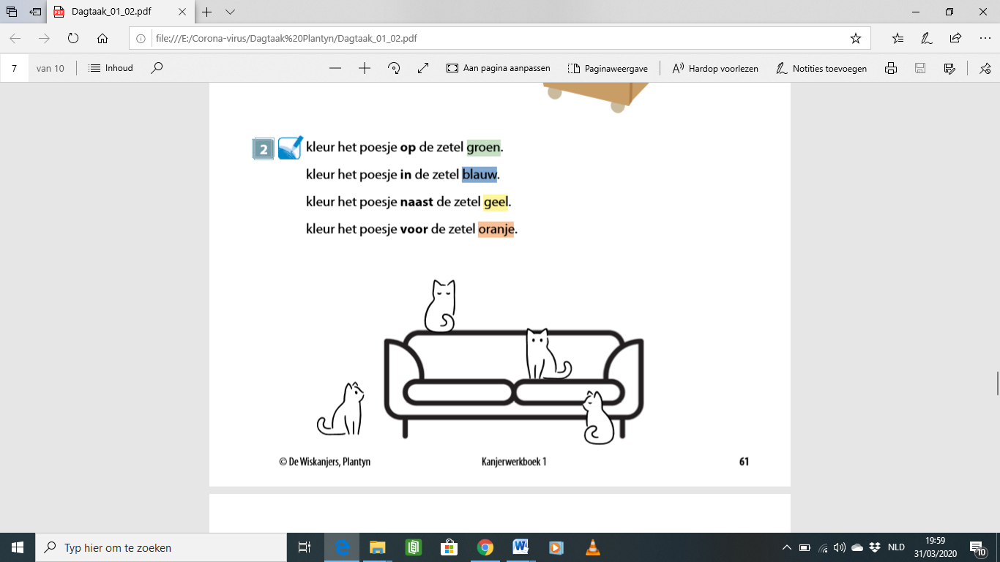 Dagtaak_01_02.pdf
file:///E:/Corona-virus/Dagtaak%20Plantyn/Dagtaak_01_02.pdf
7 van 10 Inhoud Aan pagina aanpassen Paginaweergave Hardop voorlezen Notities toevoegen
2 kleur het poesje op de zetel groen.
kleur het poesje in de zetel blauw.
kleur het poesje naast de zetel geel.
kleur het poesje voor de zetel oranje.
© De Wiskanjers, Plantyn Kanjerwerkboek 1 61
Typ hier om te zoeken
NLD
19:59
31/03/2020
10